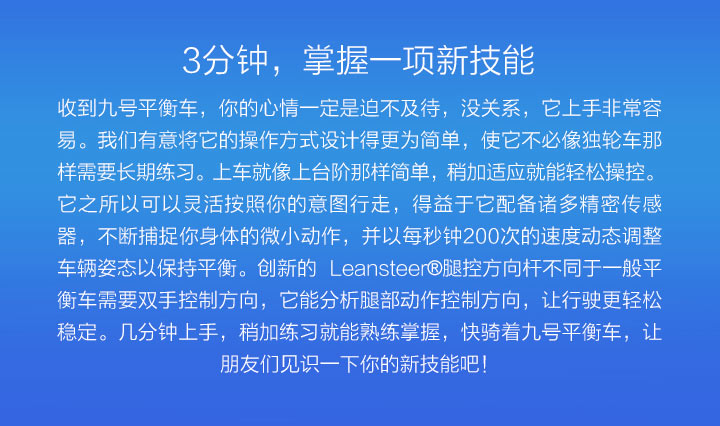 3分钟，掌握一项新技能
收到九号平衡车，你的心情一定是迫不及待，没关系，它上手非常容
易。我们有意将它的操作方式设计得更为简单，使它不必像独轮车那
样需要长期练习。上车就像上台阶那样简单，稍加适应就能轻松操控。
它之所以可以灵活按照你的意图行走，得益于它配备诸多精密传感
器，不断捕捉你身体的微小动作，并以每秒钟200次的速度动态调整
车辆姿态以保持平衡。创新的 Leansteer®腿控方向杆不同于一般平
衡车需要双手控制方向，它能分析腿部动作控制方向，让行驶更轻松
稳定。几分钟上手，稍加练习就能熟练掌握，快骑着九号平衡车，让
朋友们见识一下你的新技能吧！